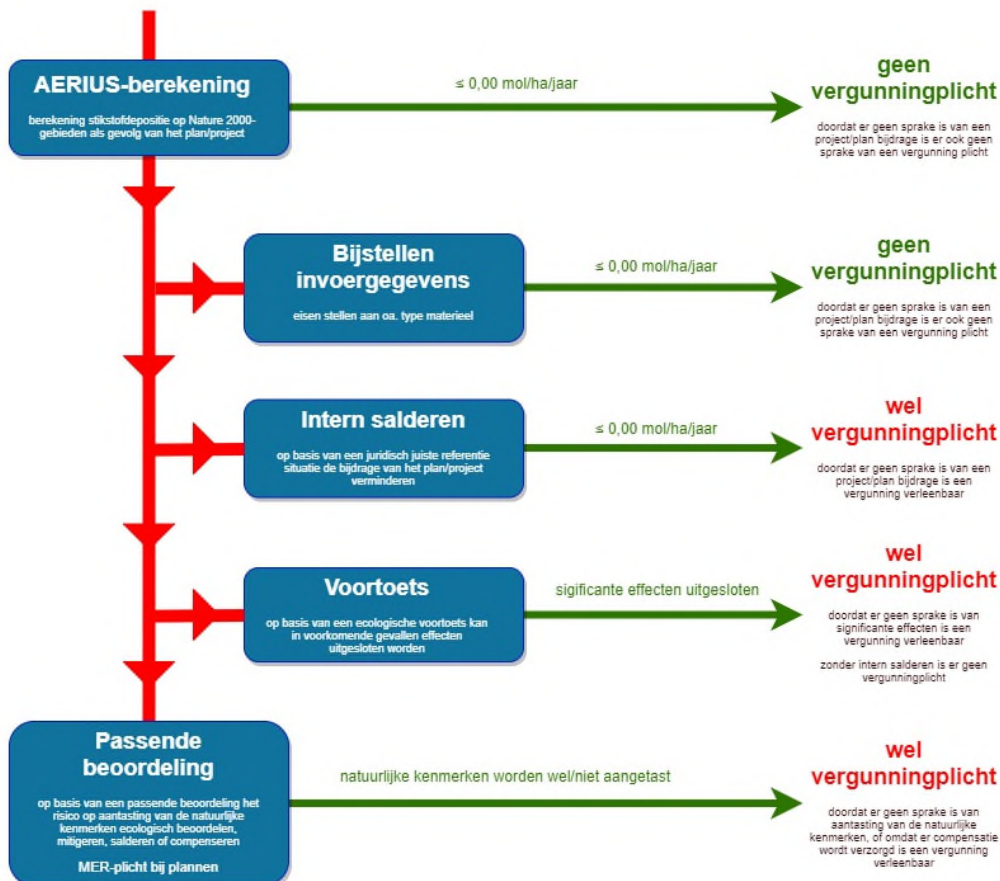 AERIUS-berekening
berekening stikstofdepositie op Nature 2000-
gebieden als gevolg van het plan/project
≤ 0,00 mol/ha/jaar
geen
vergunningplicht
doordat er geen sprake is van een
project/plan bijdrage is er ook geen
sprake van een vergunning plicht
Bijstellen
invoergegevens
eisen stellen aan oa. type materieel
≤ 0,00 mol/ha/jaar
geen
vergunningplicht
doordat er geen sprake is van een
project/plan bijdrage is er ook geen
sprake van een vergunning plicht
Intern salderen
op basis van een juridisch juiste referentie
situatie de bijdrage van het plan/project
verminderen
≤ 0,00 mol/ha/jaar
wel
vergunningplicht
doordat er geen sprake is van een
project/plan bijdrage is een
vergunning verleenbaar
Voortoets
op basis van een ecologische voortoets kan
in voorkomende gevallen effecten
uitgesloten worden
sigificante effecten uitgesloten
wel
vergunningplicht
doordat er geen sprake is van
significante effecten is een
vergunning verleenbaar
zonder intern salderen is er geen
vergunningplicht
Passende
beoordeling
op basis van een passende beoordeling het
risico op aantasting van de natuurlijke
kenmerken ecologisch beoordelen,
mitigeren, salderen of compenseren
MER-plicht bij plannen
natuurlijke kenmerken worden wel/niet aangetast
wel
vergunningplicht
doordat er geen sprake is van
aantasting van de natuurlijke
kenmerken, of omdat er compensatie
wordt verzorgd is een vergunning
verleenbaar